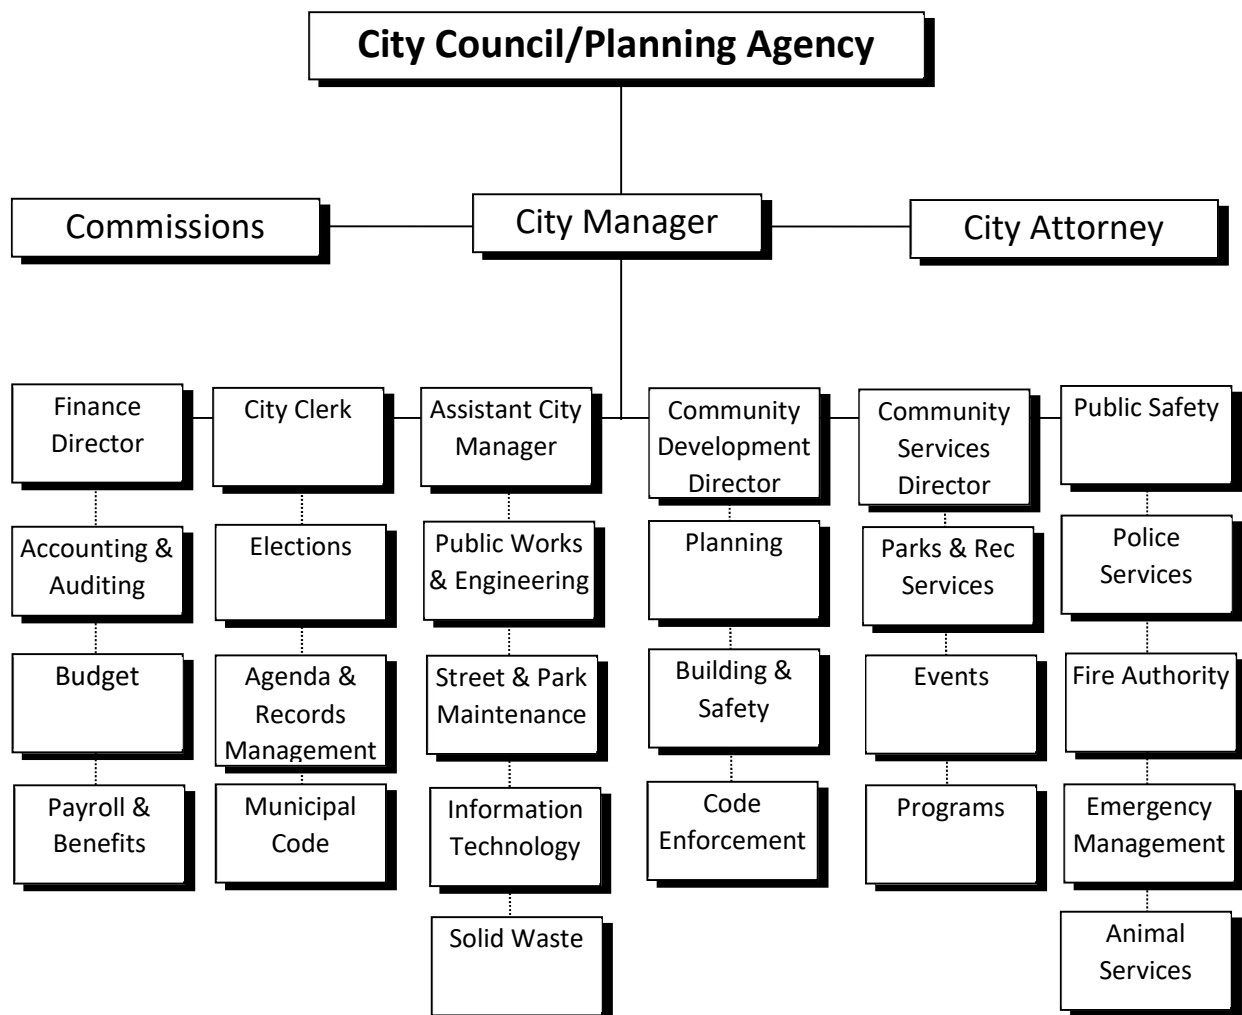 City Council/Planning Agency
Commissions
City Manager
City Attorney
Finance
Director
City Clerk
Assistant City
Manager
Community
Development
Director
Community
Services
Director
Public Safety
Accounting &
Auditing
Elections
Public Works
& Engineering
Planning
Parks & Rec
Services
Police
Services
Budget
Agenda &
Records
Management
Street & Park
Maintenance
Building &
Safety
Events
Fire Authority
Payroll &
Benefits
Municipal
Code
Information
Technology
Code
Enforcement
Programs
Emergency
Management
Solid Waste
Animal
Services